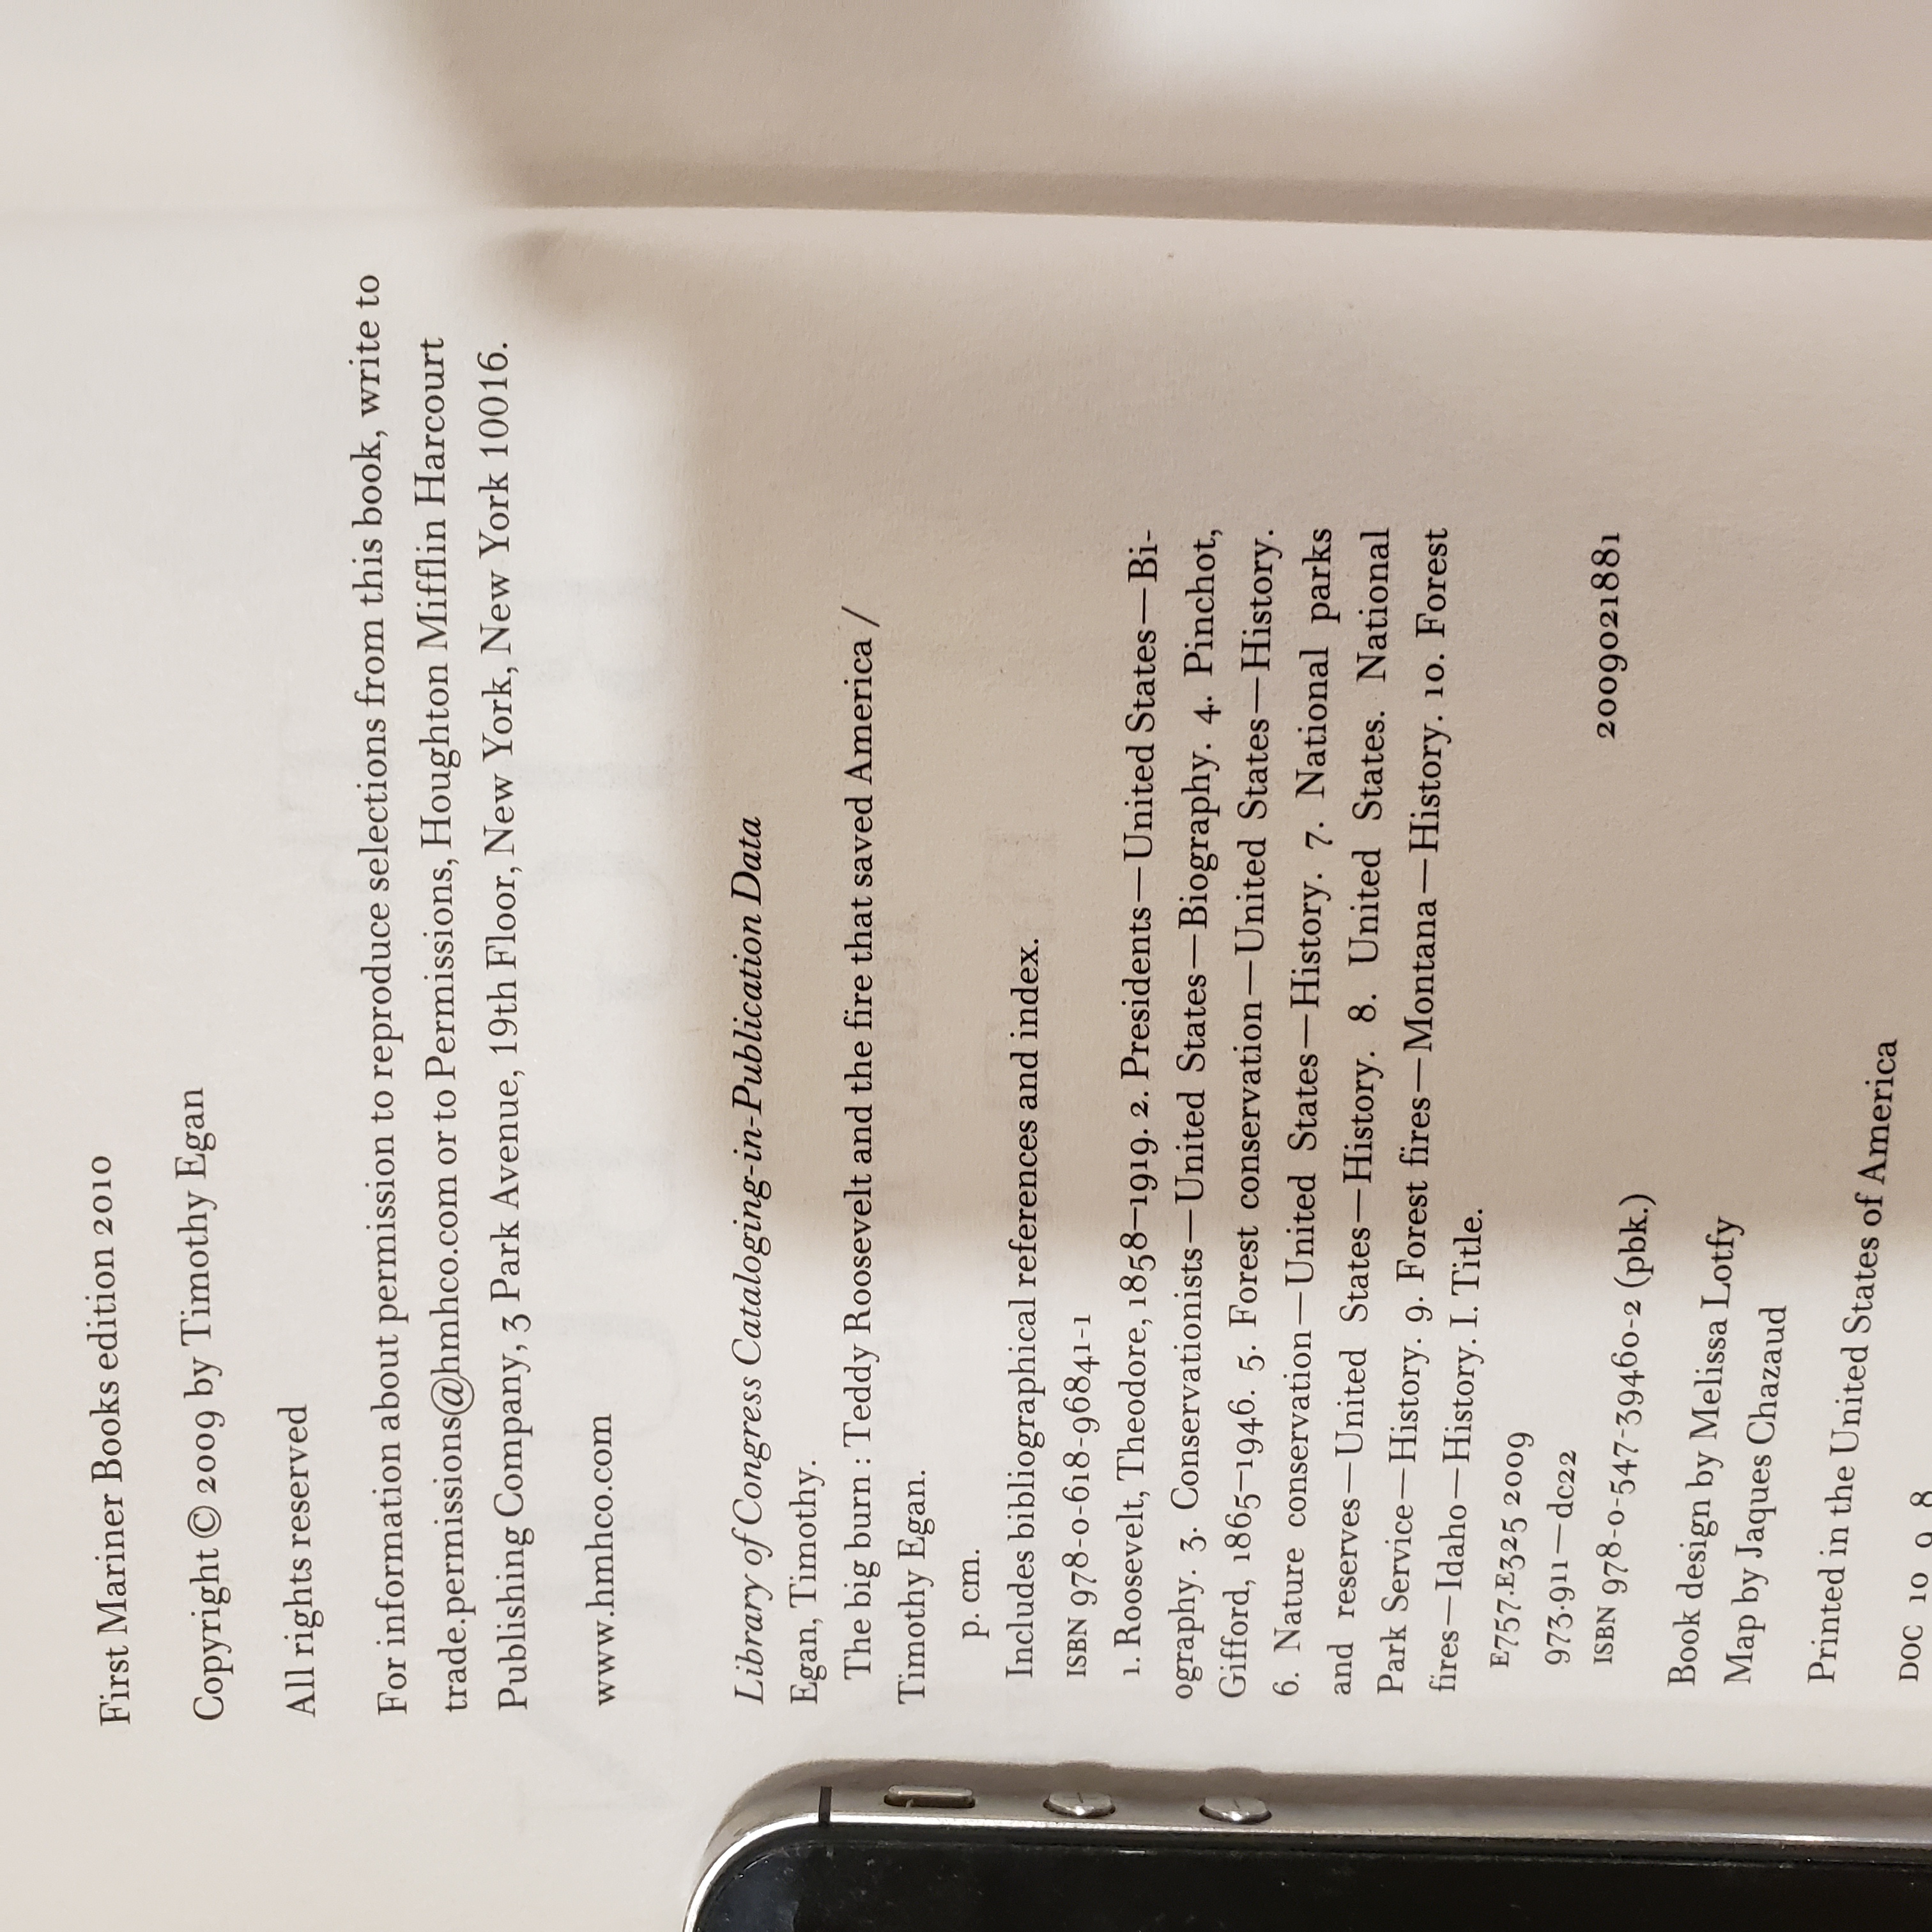 First Mariner Books edition 2010
Copyright © 2009 by Timothy Egan
All rights reserved
For information about permission to reproduce selections from this book, write to
trade.permissions@hmhco.com or to Permissions, Houghton Mifflin Harcourt
Publishing Company, 3 Park Avenue, 19th Floor, New York, New York 10016.
www.hmhco.com
Library of Congress Cataloging-in-Publication Data
Egan, Timothy.
The big burn : Teddy Roosevelt and the fire that saved America /
Timothy Egan.
p. cm.
Includes bibliographical references and index.
ISBN 978-0-618-96841-1
1. Roosevelt, Theodore, 1858–1919. 2. Presidents—United States—Bi-
ography. 3. Conservationists—United States—Biography. 4. Pinchot,
Gifford, 1865–1946. 5. Forest conservation—United States—History.
6. Nature conservation—United States—History. 7. National parks
and reserves—United States—History. 8. United States. National
Park Service—History. 9. Forest fires—Montana—History. 10. Forest
fires—Idaho—History. I. Title.
E757.E325 2009
973.911—dc22
2009021881
ISBN 978-0-547-39460-2 (pbk.)
Book design by Melissa Lotfy
Map by Jaques Chazaud
Printed in the United States of America
DOC 10 9 8